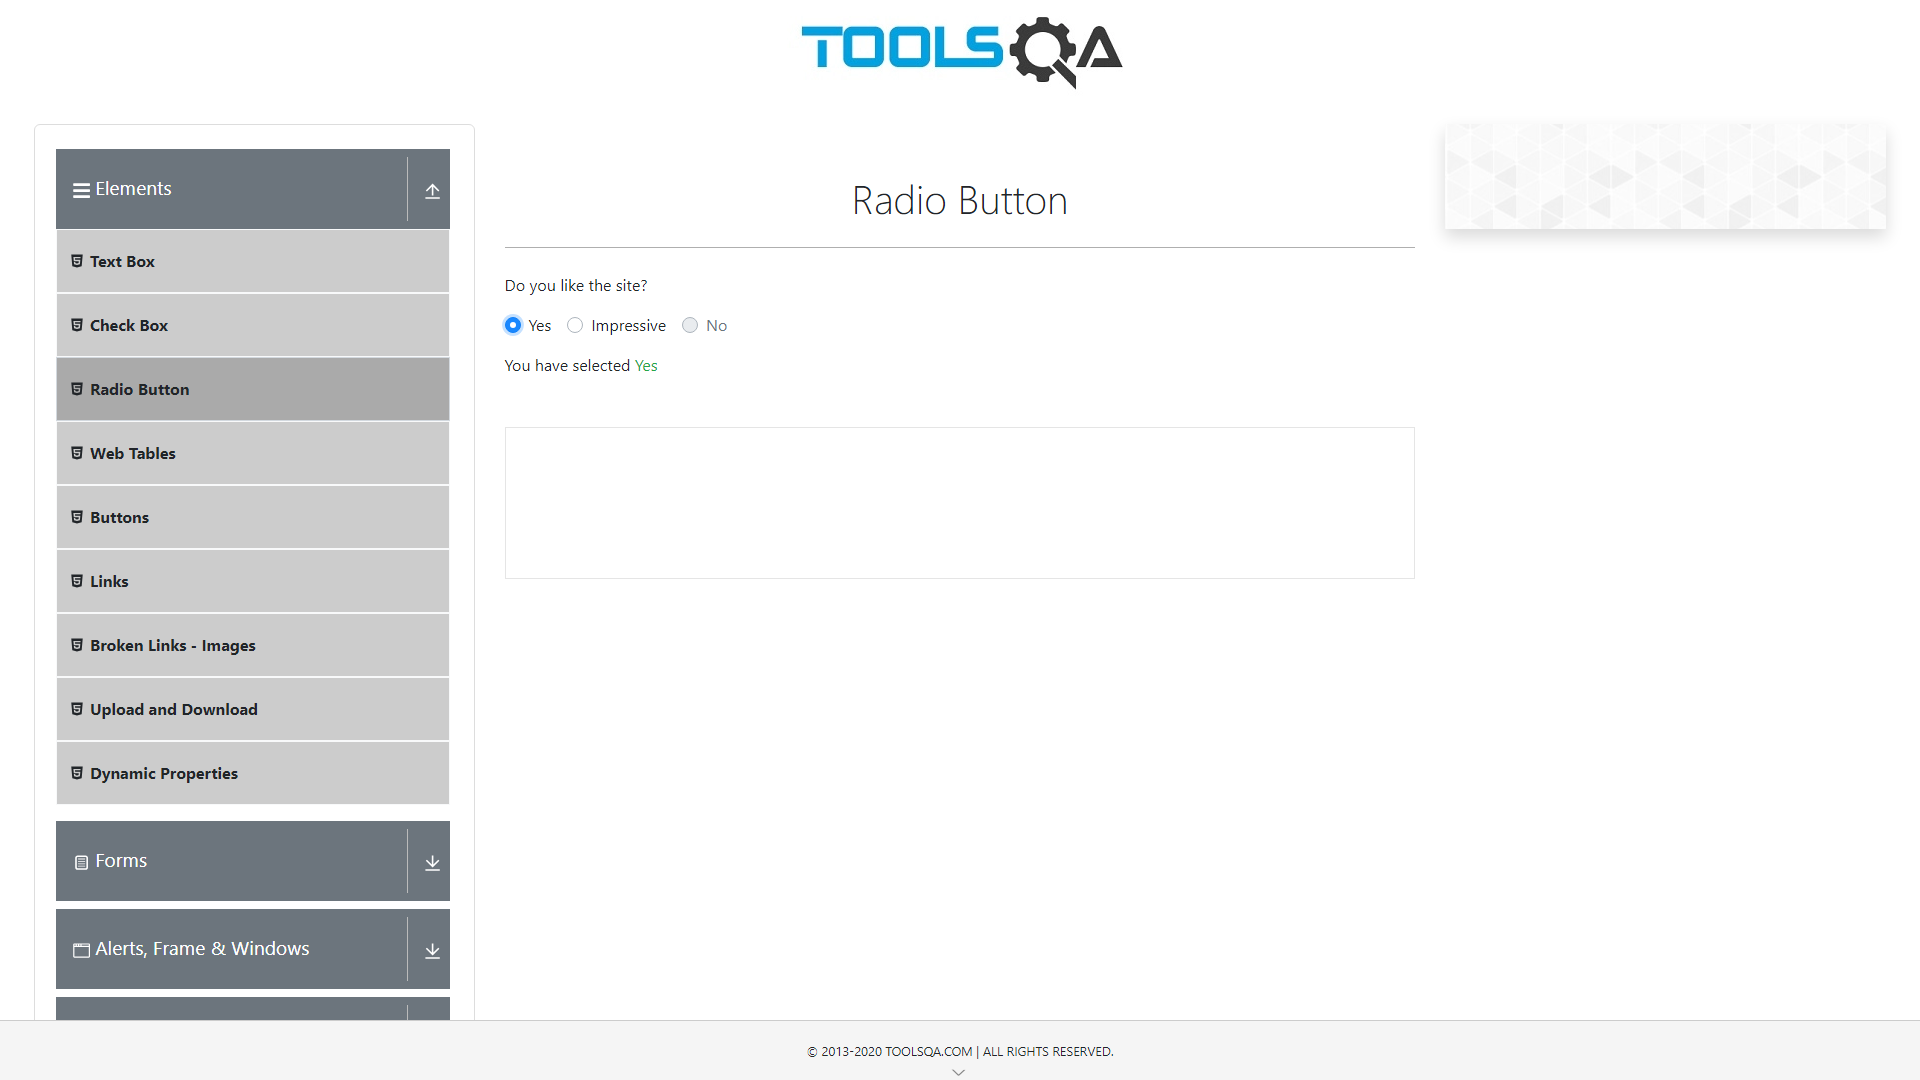 TOOLSQA
Elements
Text Box
Check Box
Radio Button
Web Tables
Buttons
Links
Broken Links - Images
Upload and Download
Dynamic Properties
Forms
Alerts, Frame & Windows
Radio Button
Do you like the site?
Yes Impressive No
You have selected Yes
© 2013-2020 TOOLSQA.COM | ALL RIGHTS RESERVED.